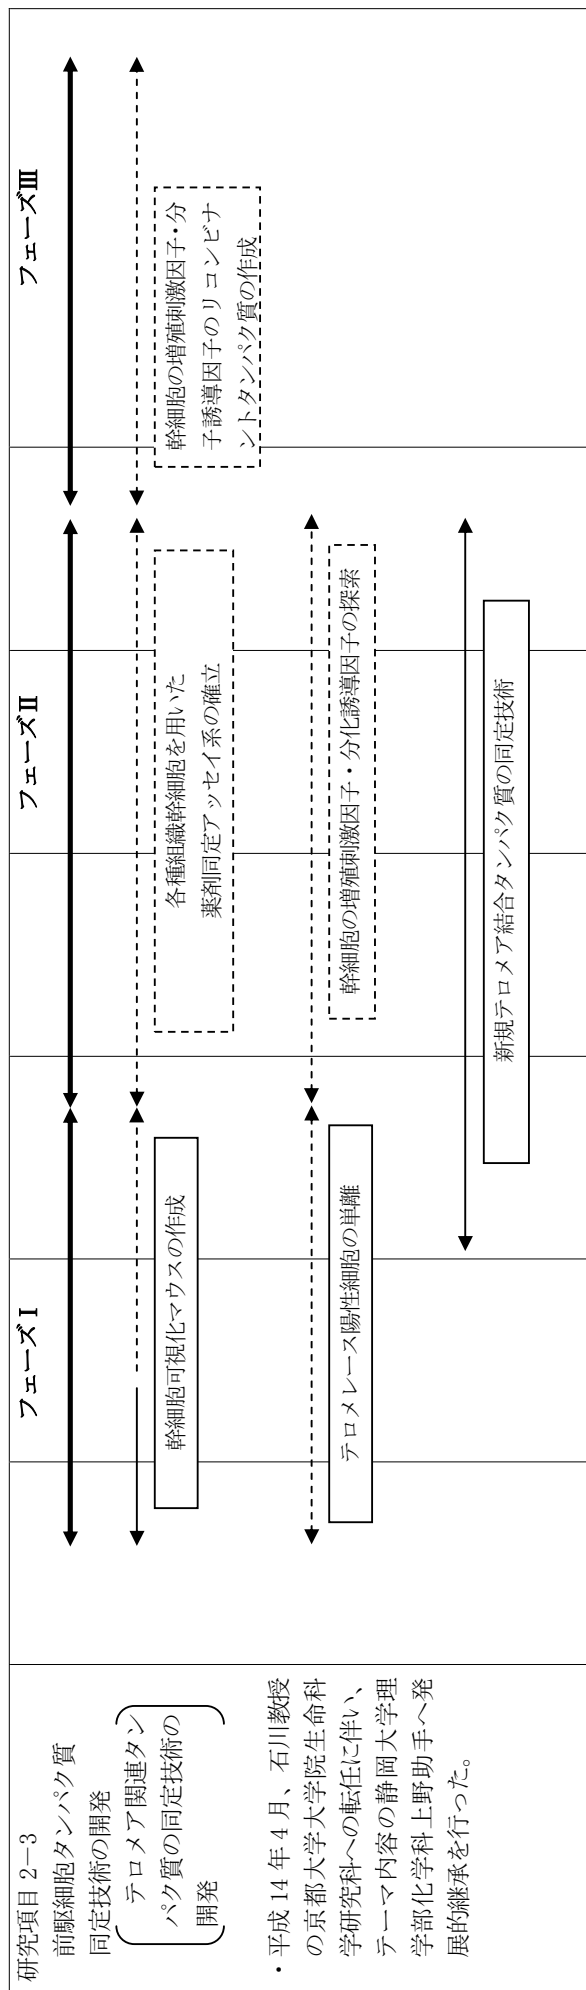 研究項目 2-3
前駆細胞タンパク質
同定技術の開発
テロメア関連タン
パク質の同定技術の
開発
・平成 14 年 4 月、石川教授
の京都大学大学院生命科
学研究科への転任に伴い、
テーマ内容の静岡大学理
学部化学科上野助手へ発
展的継承を行った。
フェーズⅠ
幹細胞可視化マウスの作成
テロメレース陽性細胞の単離
フェーズⅡ
各種組織幹細胞を用いた
薬剤同定アッセイ系の確立
幹細胞の増殖刺激因子・分化誘導因子の探索
新規テロメア結合タンパク質の同定技術
フェーズⅢ
幹細胞の増殖刺激因子・分
子誘導因子のリコンビナ
ントタンパク質の作成